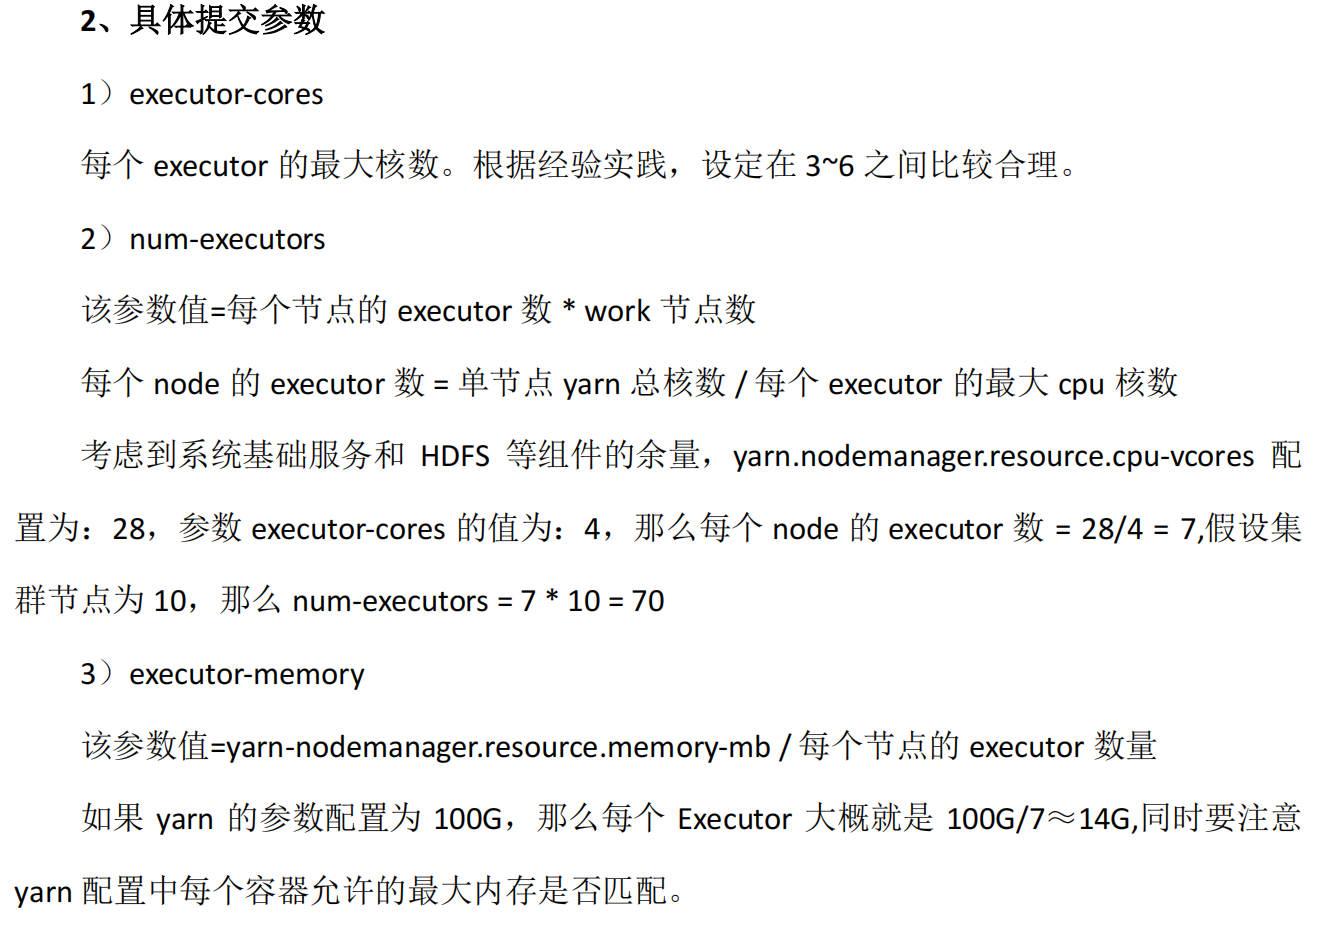 2、具体提交参数
1）executor-cores
每个 executor 的最大核数。根据经验实践，设定在 3~6 之间比较合理。
2）num-executors
该参数值=每个节点的 executor 数 * work 节点数
每个 node 的 executor 数 = 单节点 yarn 总核数 / 每个 executor 的最大 cpu 核数
考虑到系统基础服务和 HDFS 等组件的余量，yarn.nodemanager.resource.cpu-vcores 配
置为：28，参数 executor-cores 的值为：4，那么每个 node 的 executor 数 = 28/4 = 7,假设集
群节点为 10，那么 num-executors = 7 * 10 = 70
3）executor-memory
该参数值=yarn-nodemanager.resource.memory-mb / 每个节点的 executor 数量
如果 yarn 的参数配置为 100G，那么每个 Executor 大概就是 100G/7≈14G,同时要注意
yarn 配置中每个容器允许的最大内存是否匹配。